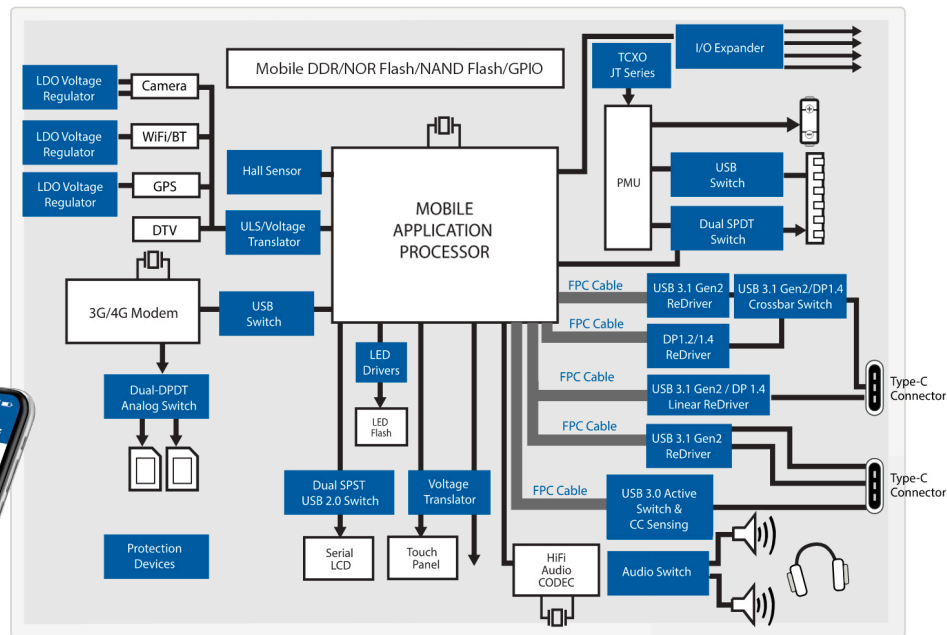 I/O Expander
TCXO
JT Series
Mobile DDR/NOR Flash/NAND Flash/GPIO
LDO Voltage
Regulator
Camera
LDO Voltage
Regulator
WiFi/BT
LDO Voltage
Regulator
GPS
DTV
Hall Sensor
ULS/Voltage
Translator
MOBILE
APPLICATION
PROCESSOR
PMU
USB
Switch
Dual SPDT
Switch
3G/4G Modem
USB
Switch
FPC Cable
USB 3.1 Gen2
ReDriver
USB 3.1 Gen2/DP1.4
Crossbar Switch
FPC Cable
DP1.2/1.4
ReDriver
LED
Drivers
LED
Flash
Dual-DPDT
Analog Switch
FPC Cable
USB 3.1 Gen2 / DP 1.4
Linear ReDriver
Type-C
Connector
FPC Cable
USB 3.1 Gen2
ReDriver
Type-C
Connector
Dual SPST
USB 2.0 Switch
Voltage
Translator
FPC Cable
USB 3.0 Active
Switch &
CC Sensing
Protection
Devices
Serial
LCD
Touch
Panel
HiFi
Audio
CODEC
Audio Switch